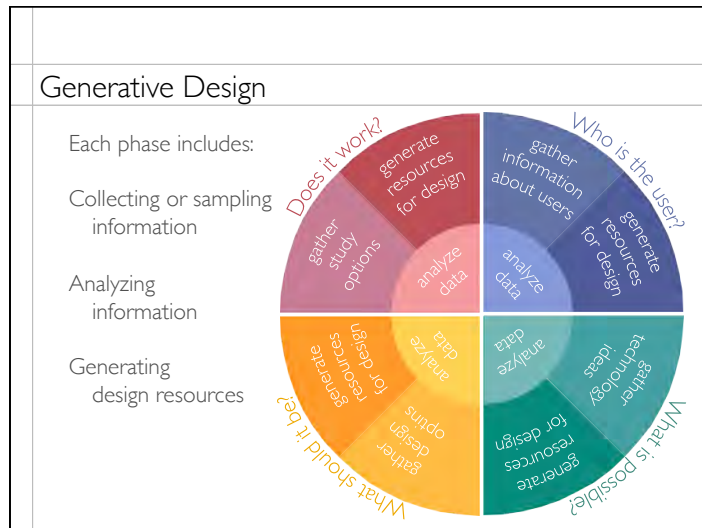 Generative Design
Each phase includes:
Collecting or sampling
information
Analyzing
information
Generating
design resources
Does it work?
generate
resources
for design
gather
study
options
analyze
data
Who is the user?
gather
information
about users
generate
resources
for design
analyze
data
What is possible?
gather
technology
ideas
generate
resources
for design
analyze
data
What should it be?
gather
design
optins
generate
resources
for design
analyze
data